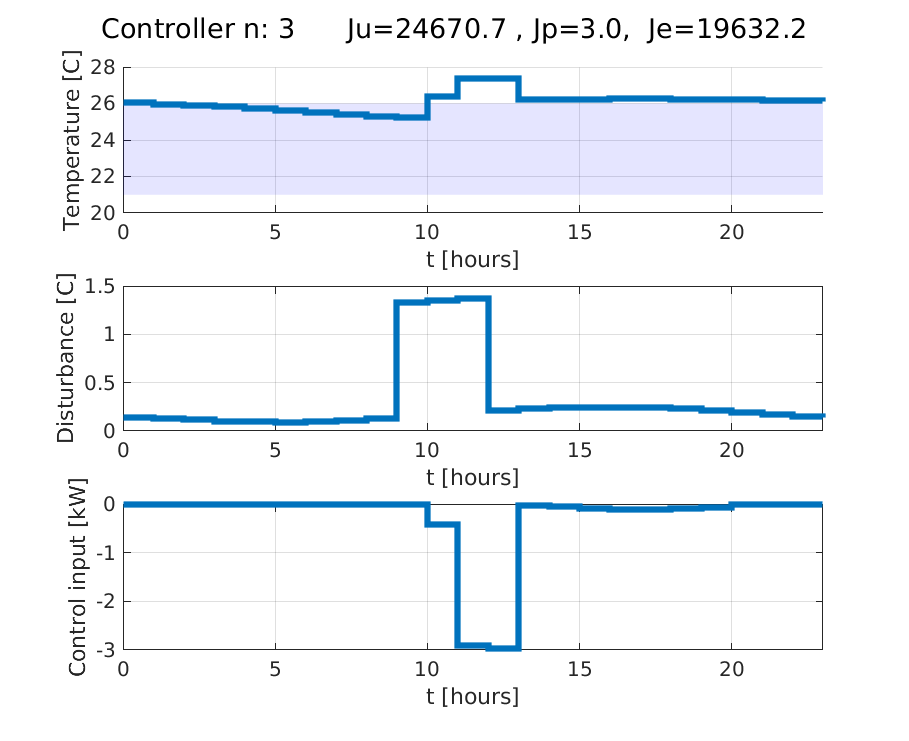 Controller n: 3 Ju=24670.7 , Jp=3.0, Je=19632.2
Temperature [C]
28
26
24
22
20
0 5 10 15 20
t [hours]
Disturbance [C]
1.5
1
0.5
0
0 5 10 15 20
t [hours]
Control input [kW]
0
-1
-2
-3
0 5 10 15 20
t [hours]